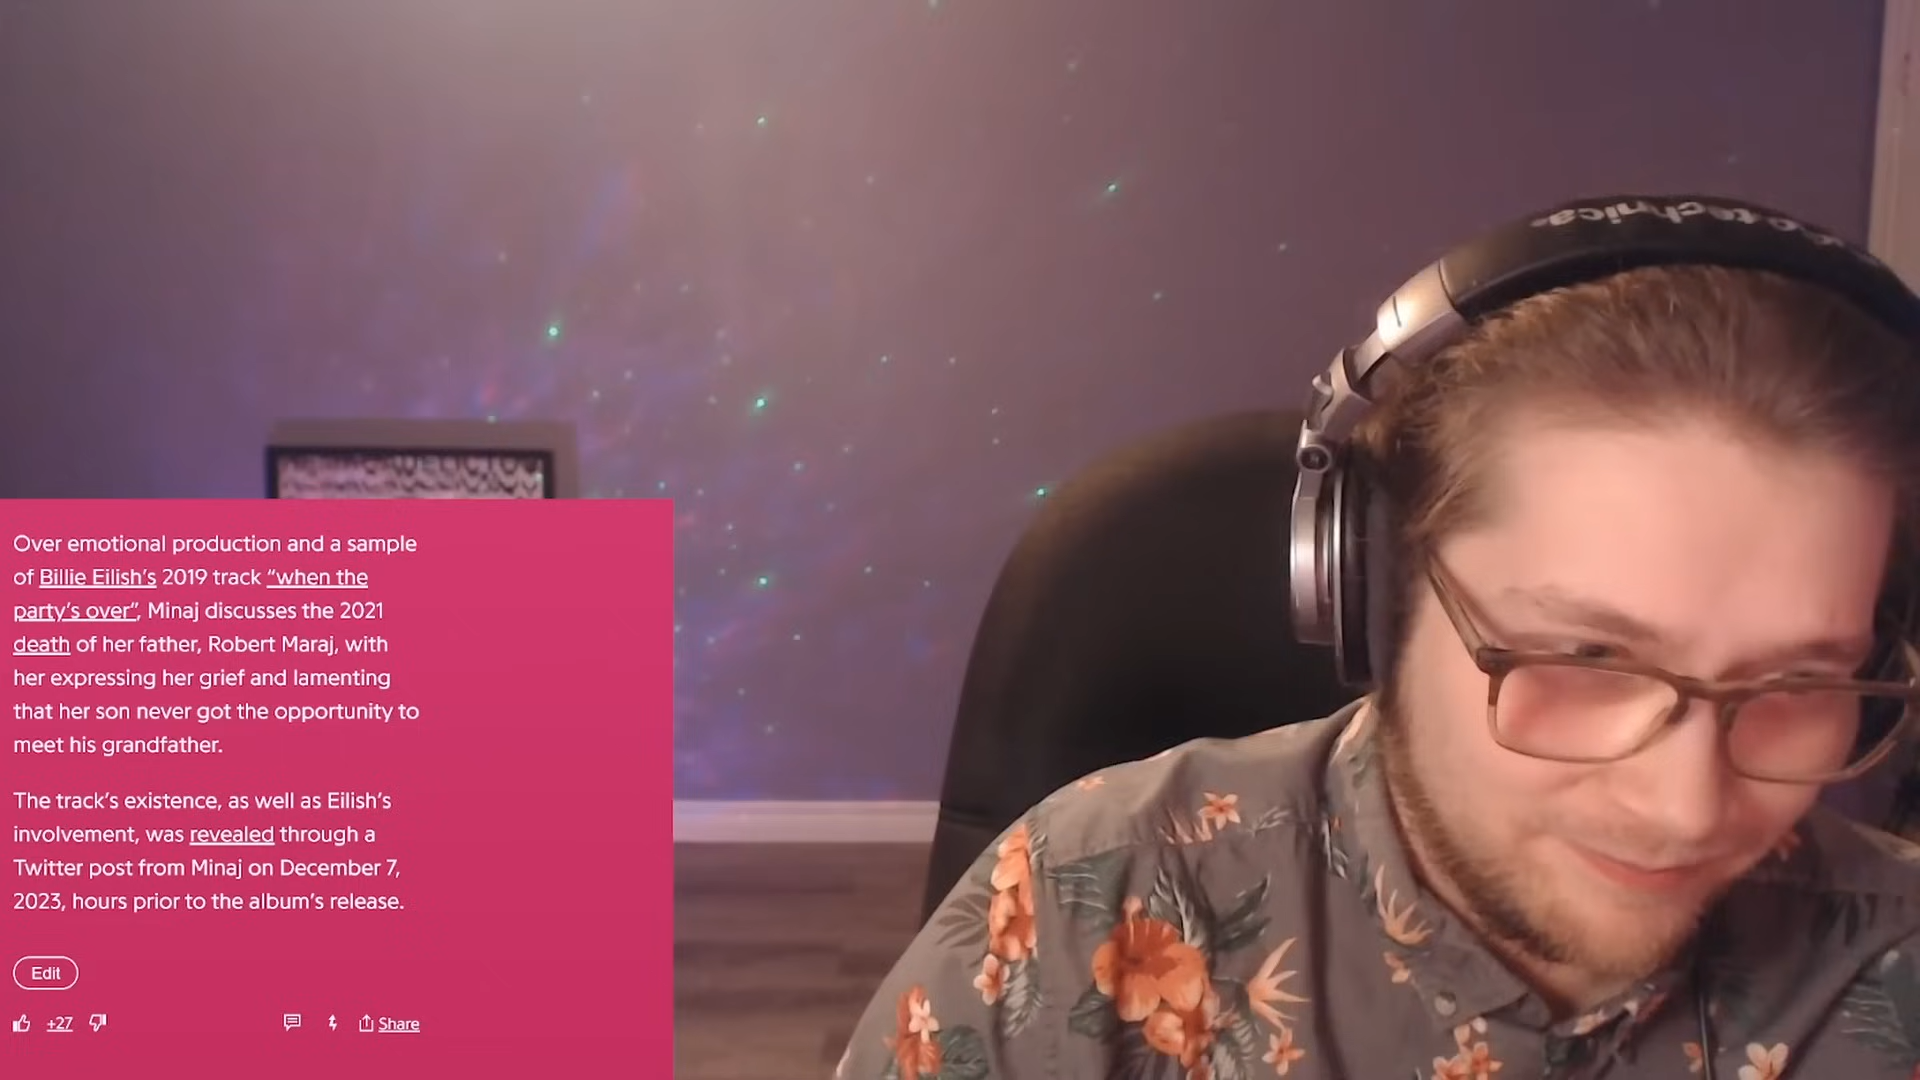 technica
Over emotional production and a sample
of Billie Eilish's 2019 track “when the
party's over”, Minaj discusses the 2021
death of her father, Robert Maraj, with
her expressing her grief and lamenting
that her son never got the opportunity to
meet his grandfather.
The track's existence, as well as Eilish's
involvement, was revealed through a
Twitter post from Minaj on December 7,
2023, hours prior to the album's release.
Edit
+27
Share